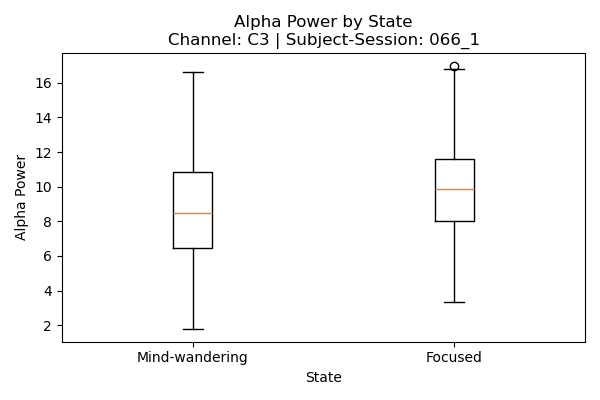 Alpha Power by State
Channel: C3 | Subject-Session: 066_1
16
14
12
10
8
6
4
2
Alpha Power
Mind-wandering
Focused
State